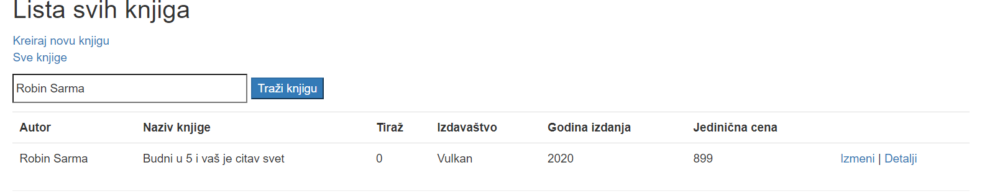 Lista svih knjiga
Kreiraj novu knjigu
Sve knjige
Robin Sarma Traži knjigu
Autor Naziv knjige Tiraž Izdavaštvo Godina izdanja Jedinična cena
Robin Sarma Budni u 5 i vaš je citav svet 0 Vulkan 2020 899 Izmeni | Detalji